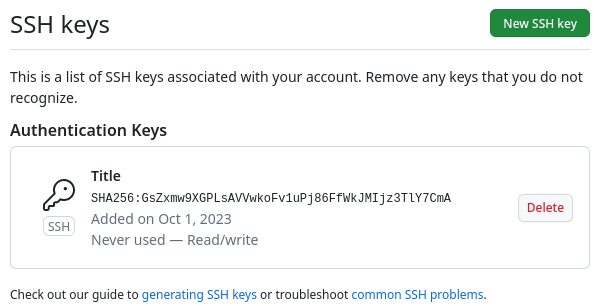 SSH keys
New SSH key
This is a list of SSH keys associated with your account. Remove any keys that you do not
recognize.
Authentication Keys
Title
SHA256:GsZxmw9XGPLsAVVwkoFv1uPj86FfWkJMIjz3TlY7CmA
SSH
Added on Oct 1, 2023
Never used — Read/write
Delete
Check out our guide to generating SSH keys or troubleshoot common SSH problems.